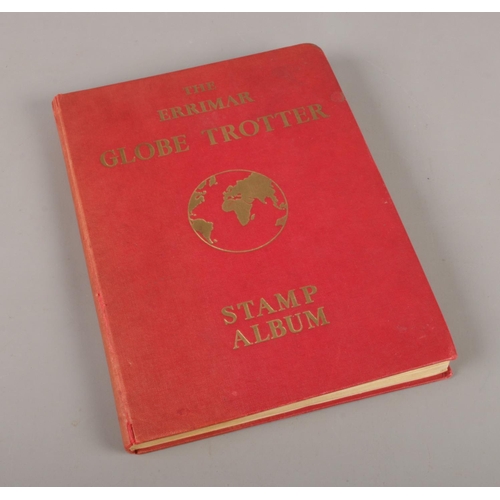 THE
ERRIMAR
GLOBE TROTTER
STAMP
ALBUM